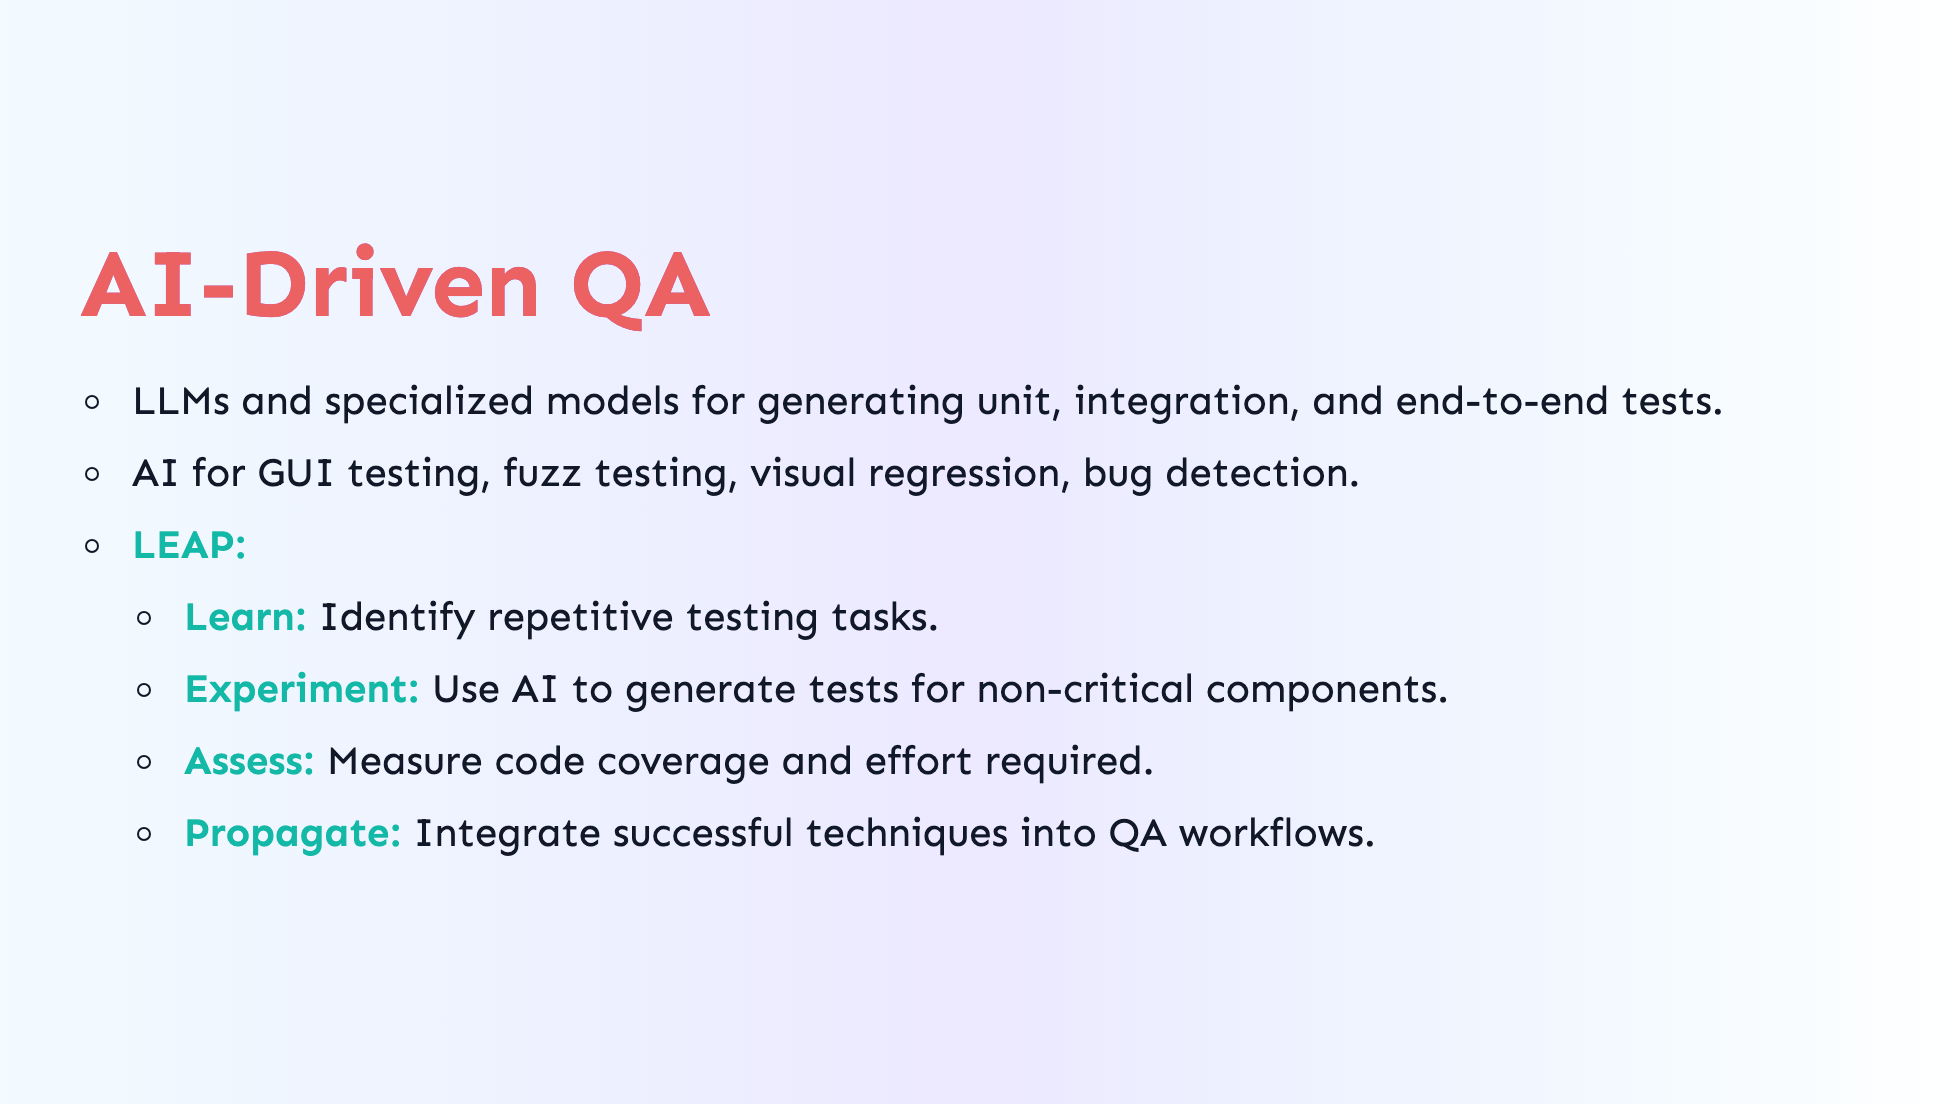 AI-Driven QA
LLMs and specialized models for generating unit, integration, and end-to-end tests.
AI for GUI testing, fuzz testing, visual regression, bug detection.
LEAP:
Learn: Identify repetitive testing tasks.
Experiment: Use AI to generate tests for non-critical components.
Assess: Measure code coverage and effort required.
Propagate: Integrate successful techniques into QA workflows.